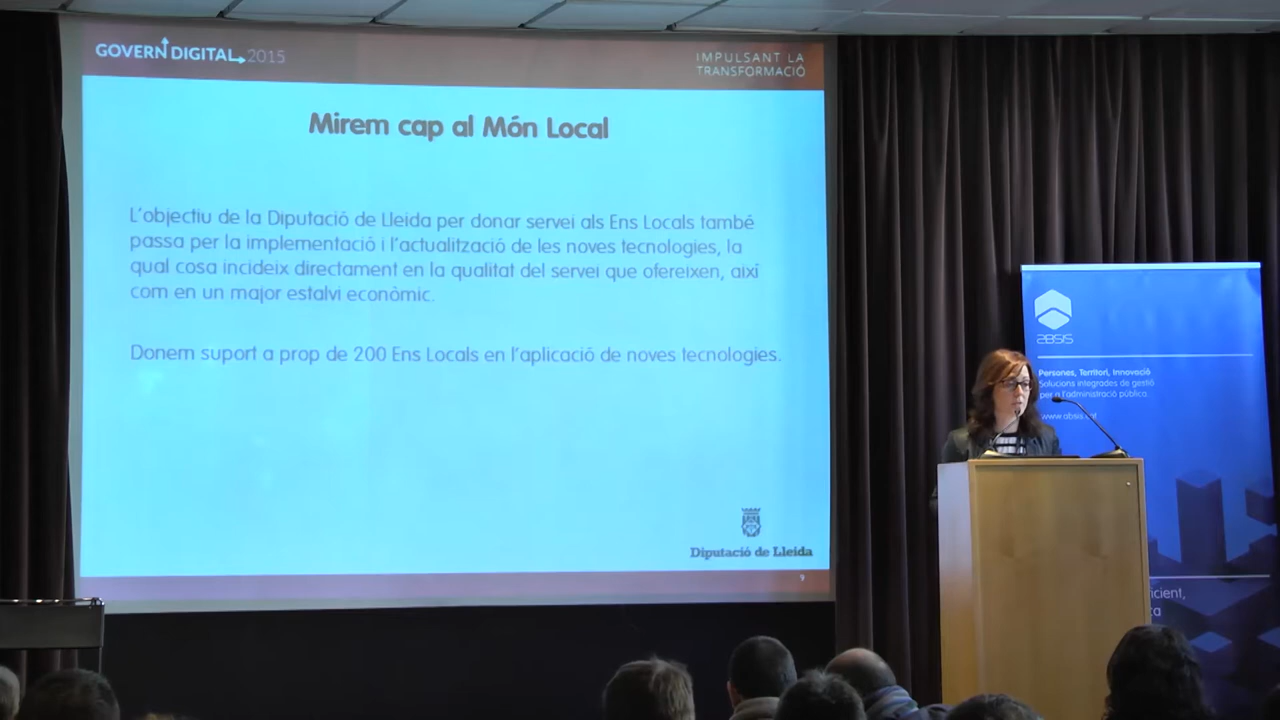 GOVERN DIGITAL 2015
IMPULSANT LA
TRANSFORMACIÓ
Mirem cap al Món Local
L'objectiu de la Diputació de Lleida per donar servei als Ens Locals també
passa per la implementació i l'actualització de les noves tecnologies, la
qual cosa incideix directament en la qualitat del servei que ofereixen, així
com en un major estalvi econòmic.
Donem suport a prop de 200 Ens Locals en l'aplicació de noves tecnologies.
Diputació de Lleida
9
absis
Persones, Territori, Innovació
Solucions integrades de gestió
per a l'administració pública
www.absis.cat